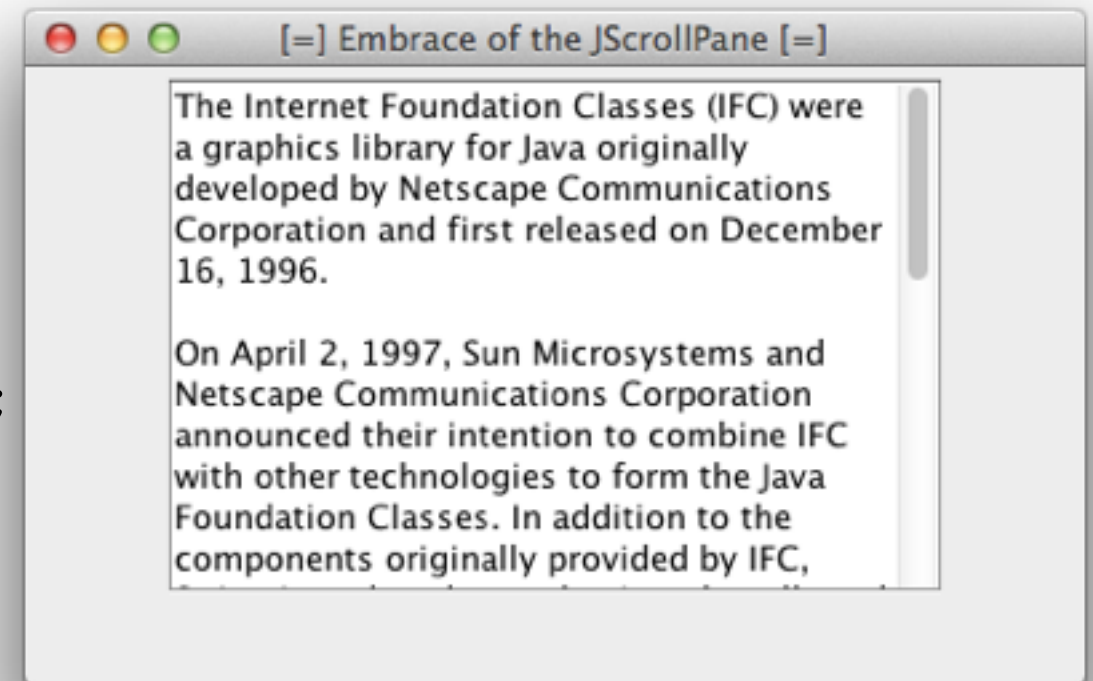 [=] Embrace of the JScrollPane [=]
The Internet Foundation Classes (IFC) were
a graphics library for Java originally
developed by Netscape Communications
Corporation and first released on December
16, 1996.
On April 2, 1997, Sun Microsystems and
Netscape Communications Corporation
announced their intention to combine IFC
with other technologies to form the Java
Foundation Classes. In addition to the
components originally provided by IFC,
;